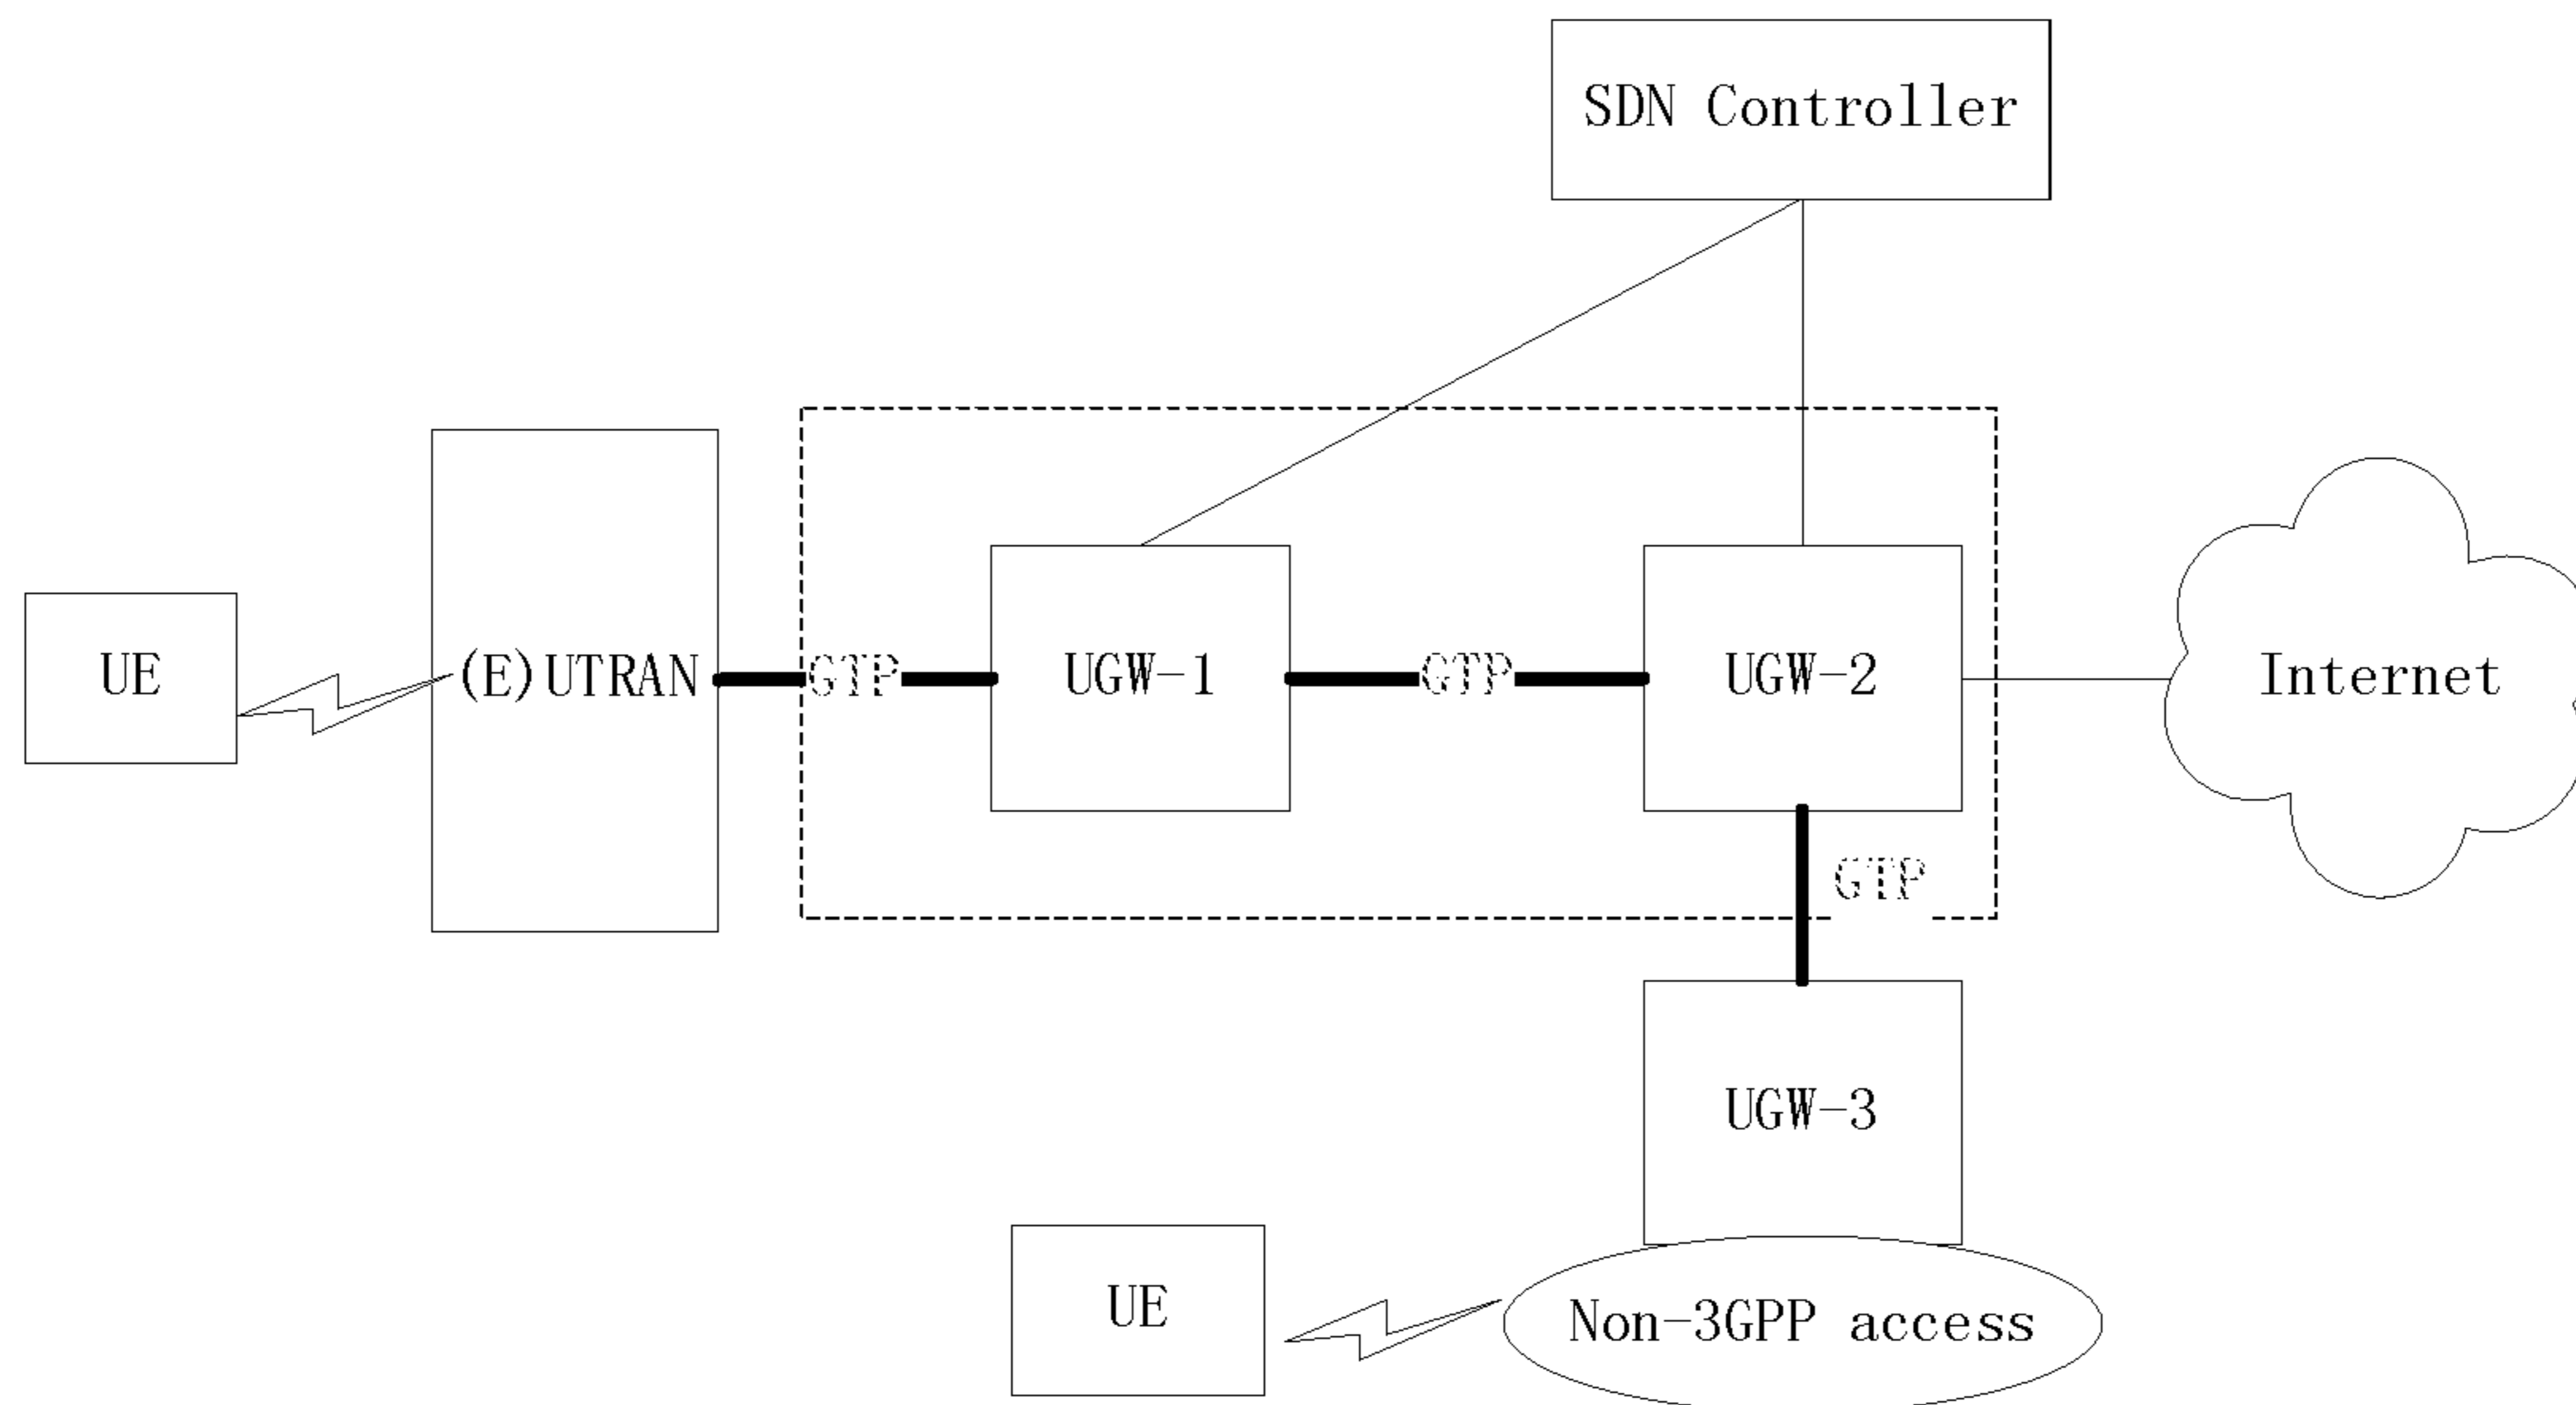 SDN Controller
UE
(E)UTRAN
GTP
UGW-1
GTP
UGW-2
Internet
GTP
UGW-3
UE
Non-3GPP access